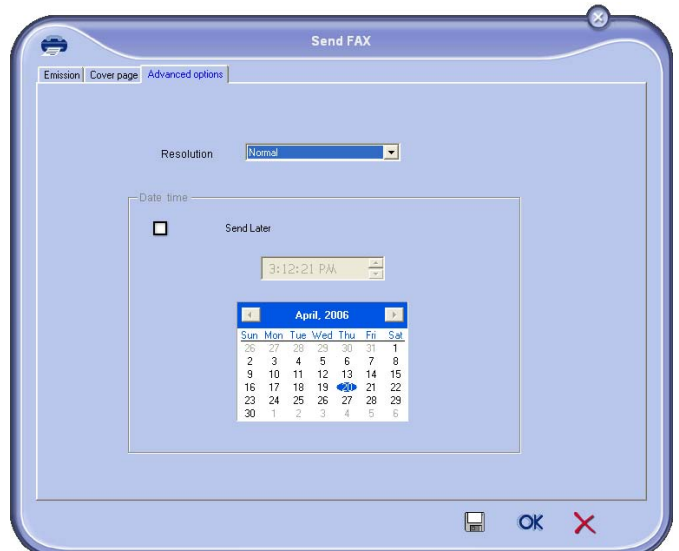 Send FAX
Emission Cover page Advanced options
Resolution Normal
Date time
Send Later
3:12:21 PM
April, 2006
Sun Mon Tue Wed Thu Fri Sat
26 27 28 29 30 31 1
2 3 4 5 6 7 8
9 10 11 12 13 14 15
16 17 18 19 20 21 22
23 24 25 26 27 28 29
30 1 2 3 4 5 6
OK